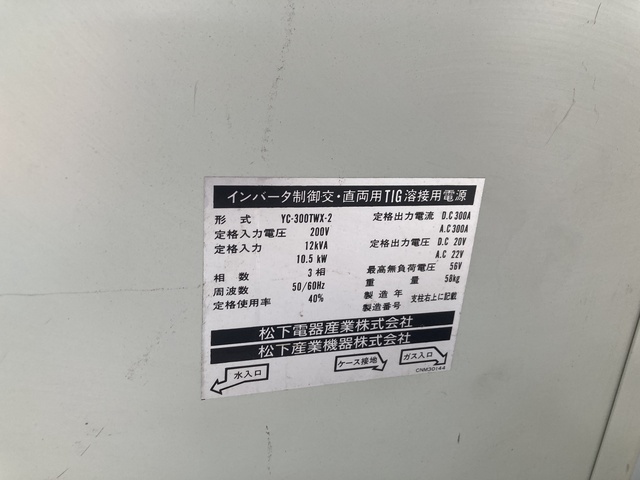 インバータ制御交・直両用TIG溶接用電源
形式 YC-300TWX-2
定格入力電圧 200V
定格入力 12kVA
10.5 kW
相数 3相
周波数 50/60Hz
定格使用率 40%
定格出力電流 D.C 300A
A.C 300A
定格出力電圧 D.C 20V
A.C 22V
最高無負荷電圧 56V
重量 58kg
製造年 支柱右上に記載
製造番号
松下電器産業株式会社
松下産業機器株式会社
水入口
ケース接地
ガス入口
CNM30144